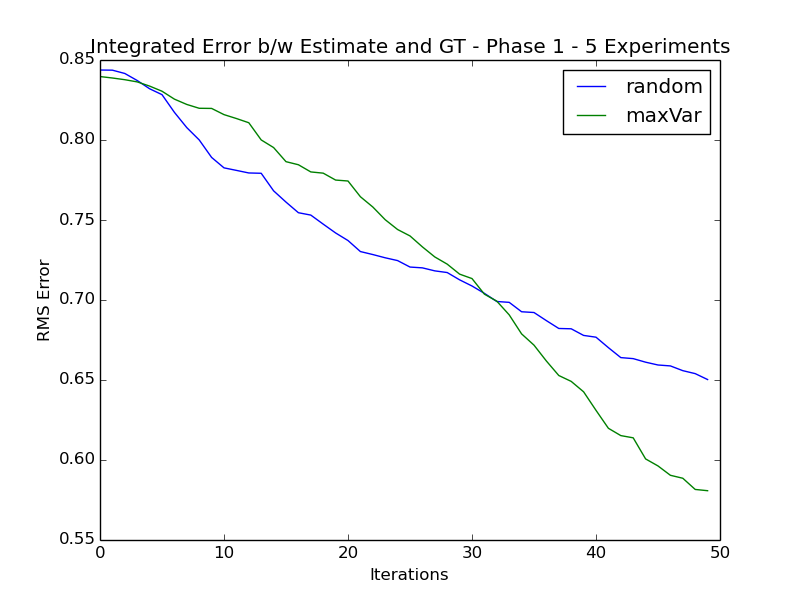 Integrated Error b/w Estimate and GT - Phase 1 - 5 Experiments
random
maxVar
RMS Error
0.85
0.80
0.75
0.70
0.65
0.60
0.55
0 10 20 30 40 50
Iterations